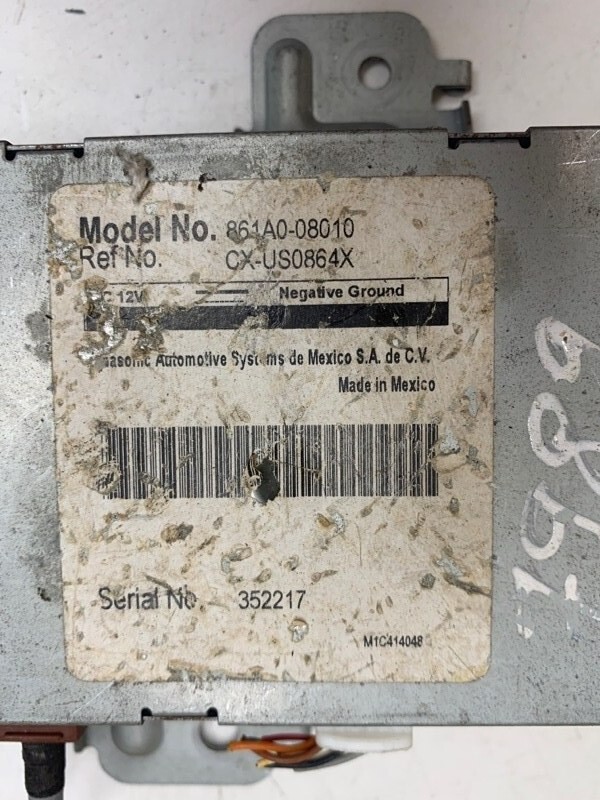 Model No. 861A0-08010
Ref No. CX-US0864X
12V Negative Ground
Automotive Systems de Mexico S.A. de C.V.
Made in Mexico
Serial No. 352217
M1C414048